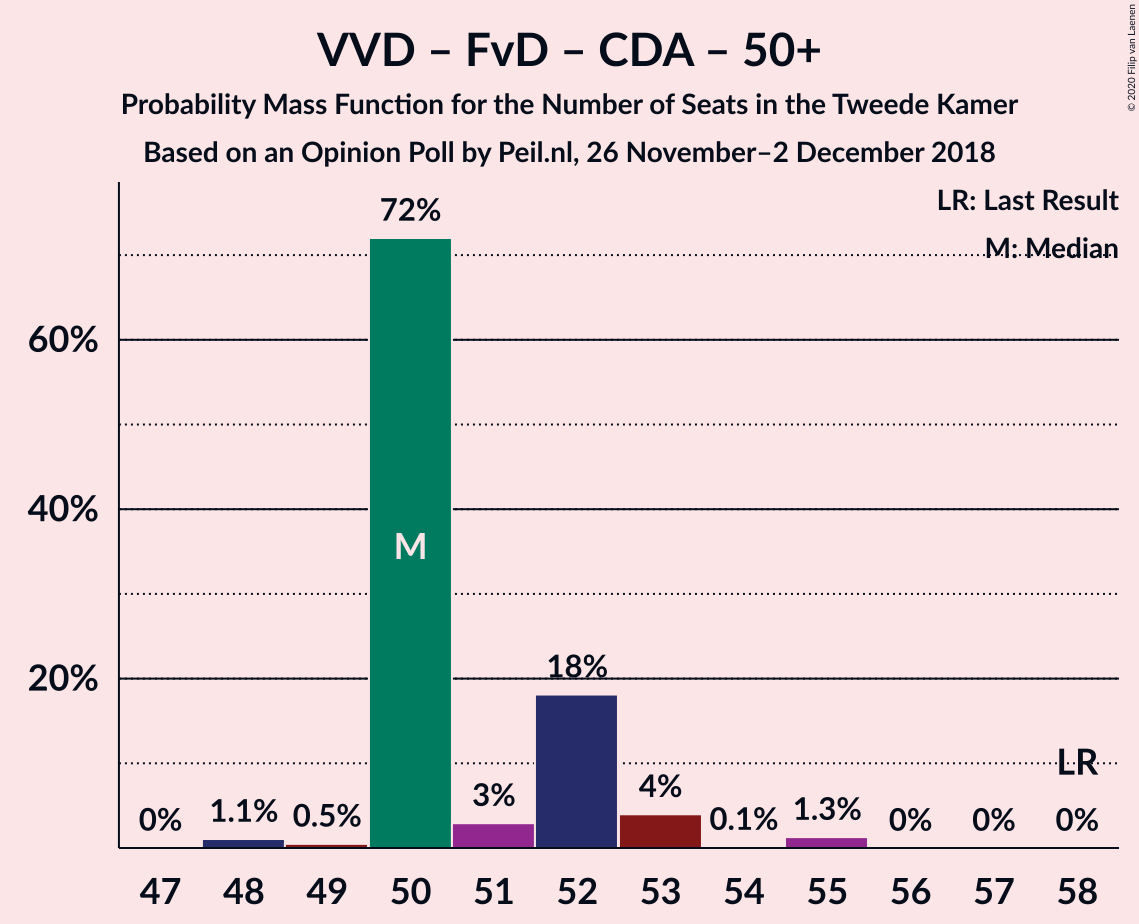 VVD – FvD – CDA – 50+
Probability Mass Function for the Number of Seats in the Tweede Kamer
Based on an Opinion Poll by Peil.nl, 26 November–2 December 2018
© 2020 Filip van Laenen
LR: Last Result
M: Median
60%
40%
20%
0%
1.1%
0.5%
72%
M
3%
18%
4%
0.1%
1.3%
0%
0%
LR
0%
47 48 49 50 51 52 53 54 55 56 57 58